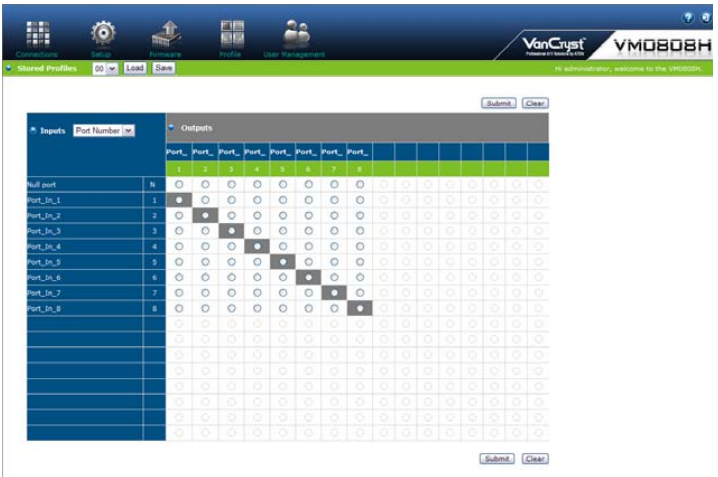 Connections Setup Firmware Profile User Management
VanCryst
VM0808H
Stored Profiles 00 Load Save Hi administrator, welcome to the VM0808H.
Submit Clear
Inputs Port Number Outputs
Port_ Port_ Port_ Port_ Port_ Port_ Port_ Port_
1 2 3 4 5 6 7 8
Null port N
Port_In_1 1
Port_In_2 2
Port_In_3 3
Port_In_4 4
Port_In_5 5
Port_In_6 6
Port_In_7 7
Port_In_8 8
Submit Clear